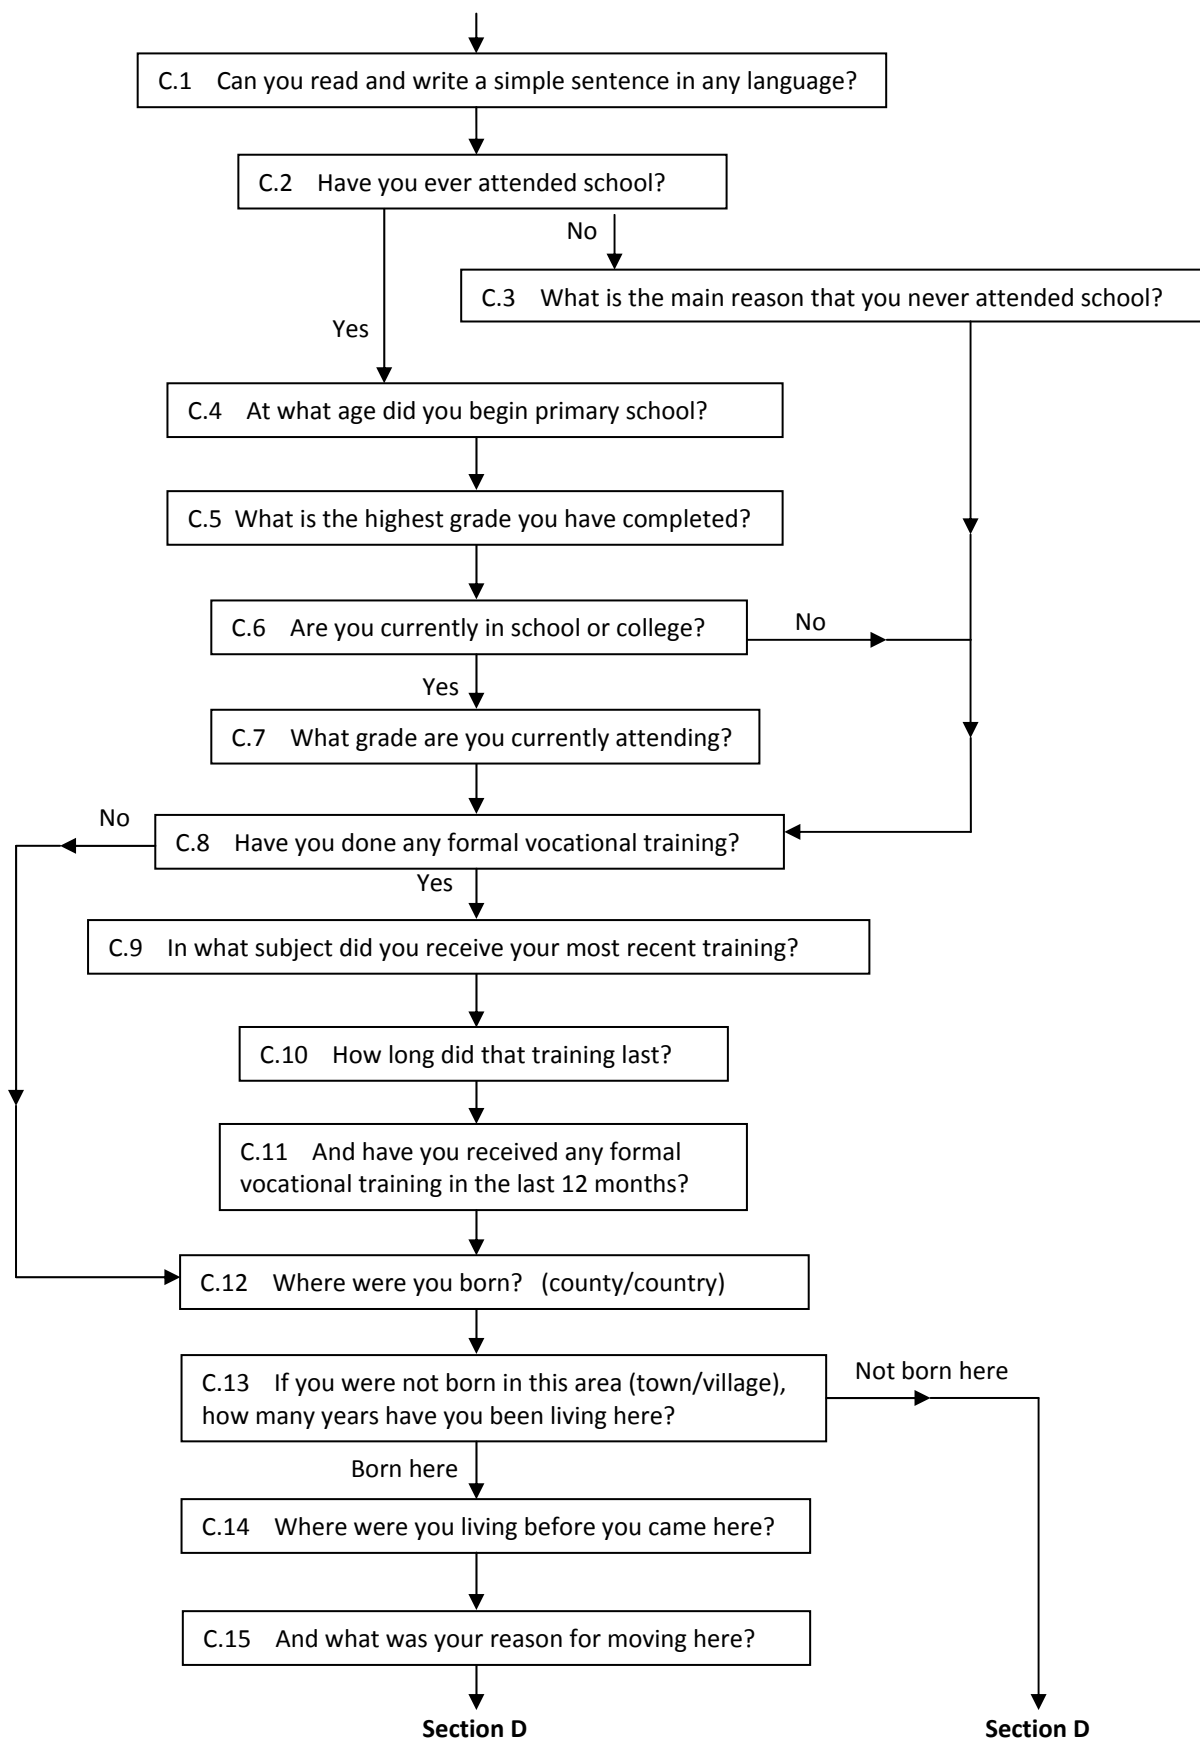 C.1 Can you read and write a simple sentence in any language?
C.2 Have you ever attended school?
No
C.3 What is the main reason that you never attended school?
Yes
C.4 At what age did you begin primary school?
C.5 What is the highest grade you have completed?
C.6 Are you currently in school or college?
No
Yes
C.7 What grade are you currently attending?
No
C.8 Have you done any formal vocational training?
Yes
C.9 In what subject did you receive your most recent training?
C.10 How long did that training last?
C.11 And have you received any formal
vocational training in the last 12 months?
C.12 Where were you born? (county/country)
C.13 If you were not born in this area (town/village),
how many years have you been living here?
Not born here
Born here
C.14 Where were you living before you came here?
C.15 And what was your reason for moving here?
Section D
Section D